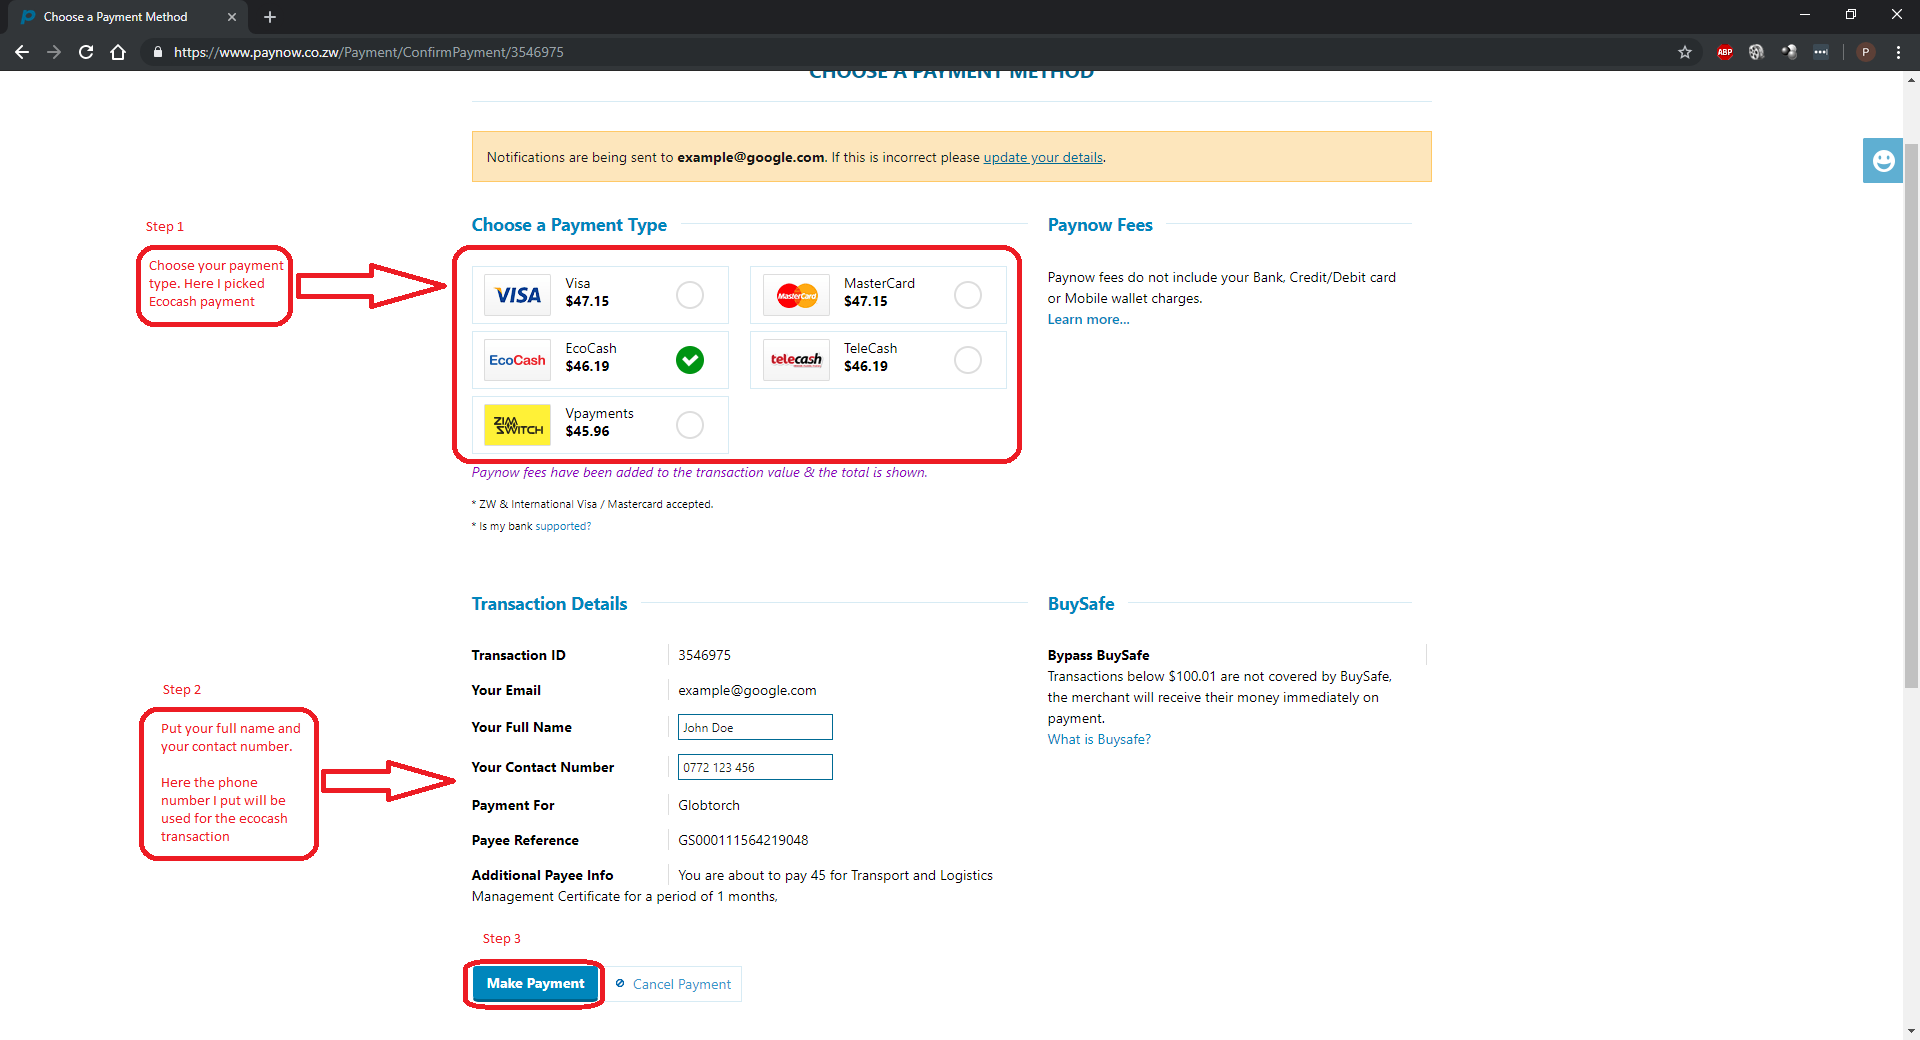 Choose a Payment Method
https://www.paynow.co.zw/Payment/ConfirmPayment/3546975
ABP
P
CHOOSE A PAYMENT METHOD
Notifications are being sent to example@google.com. If this is incorrect please update your details.
Step 1
Choose your payment
type. Here I picked
Ecocash payment
Choose a Payment Type
VISA
Visa
$47.15
MasterCard
MasterCard
$47.15
EcoCash
EcoCash
$46.19
telecash
TeleCash
$46.19
ZIM
SWITCH
Vpayments
$45.96
Paynow fees have been added to the transaction value & the total is shown.
* ZW & International Visa / Mastercard accepted.
* Is my bank supported?
Paynow Fees
Paynow fees do not include your Bank, Credit/Debit card
or Mobile wallet charges.
Learn more...
Transaction Details
Transaction ID 3546975
Your Email example@google.com
Your Full Name John Doe
Your Contact Number 0772 123 456
Payment For Globtorch
Payee Reference GS000111564219048
Additional Payee Info You are about to pay 45 for Transport and Logistics
Management Certificate for a period of 1 months,
BuySafe
Bypass BuySafe
Transactions below $100.01 are not covered by BuySafe,
the merchant will receive their money immediately on
payment.
What is Buysafe?
Step 2
Put your full name and
your contact number.
Here the phone
number I put will be
used for the ecocash
transaction
Step 3
Make Payment
Cancel Payment